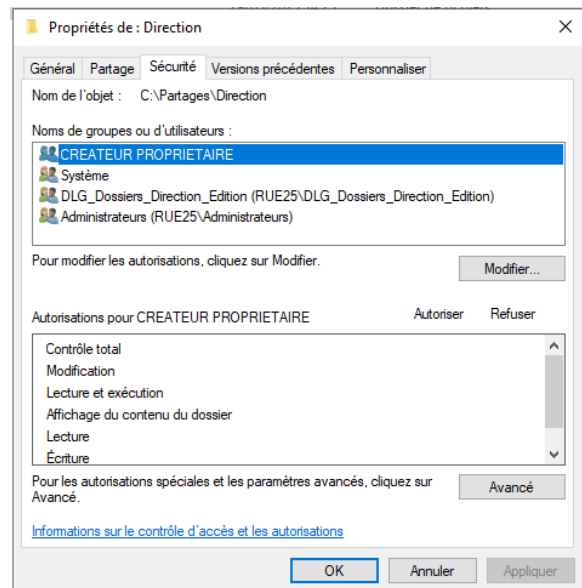 Propriétés de : Direction
Général Partage Sécurité Versions précédentes Personnaliser
Nom de l'objet : C:\Partages\Direction
Noms de groupes ou d'utilisateurs :
CREATEUR PROPRIETAIRE
Système
DLG_Dossiers_Direction_Edition (RUE25\DLG_Dossiers_Direction_Edition)
Administrateurs (RUE25\Administrateurs)
Pour modifier les autorisations, cliquez sur Modifier.
Modifier...
Autorisations pour CREATEUR PROPRIETAIRE Autoriser Refuser
Contrôle total
Modification
Lecture et exécution
Affichage du contenu du dossier
Lecture
Écriture
Pour les autorisations spéciales et les paramètres avancés, cliquez sur
Avancé.
Avancé
Informations sur le contrôle d'accès et les autorisations
OK Annuler Appliquer